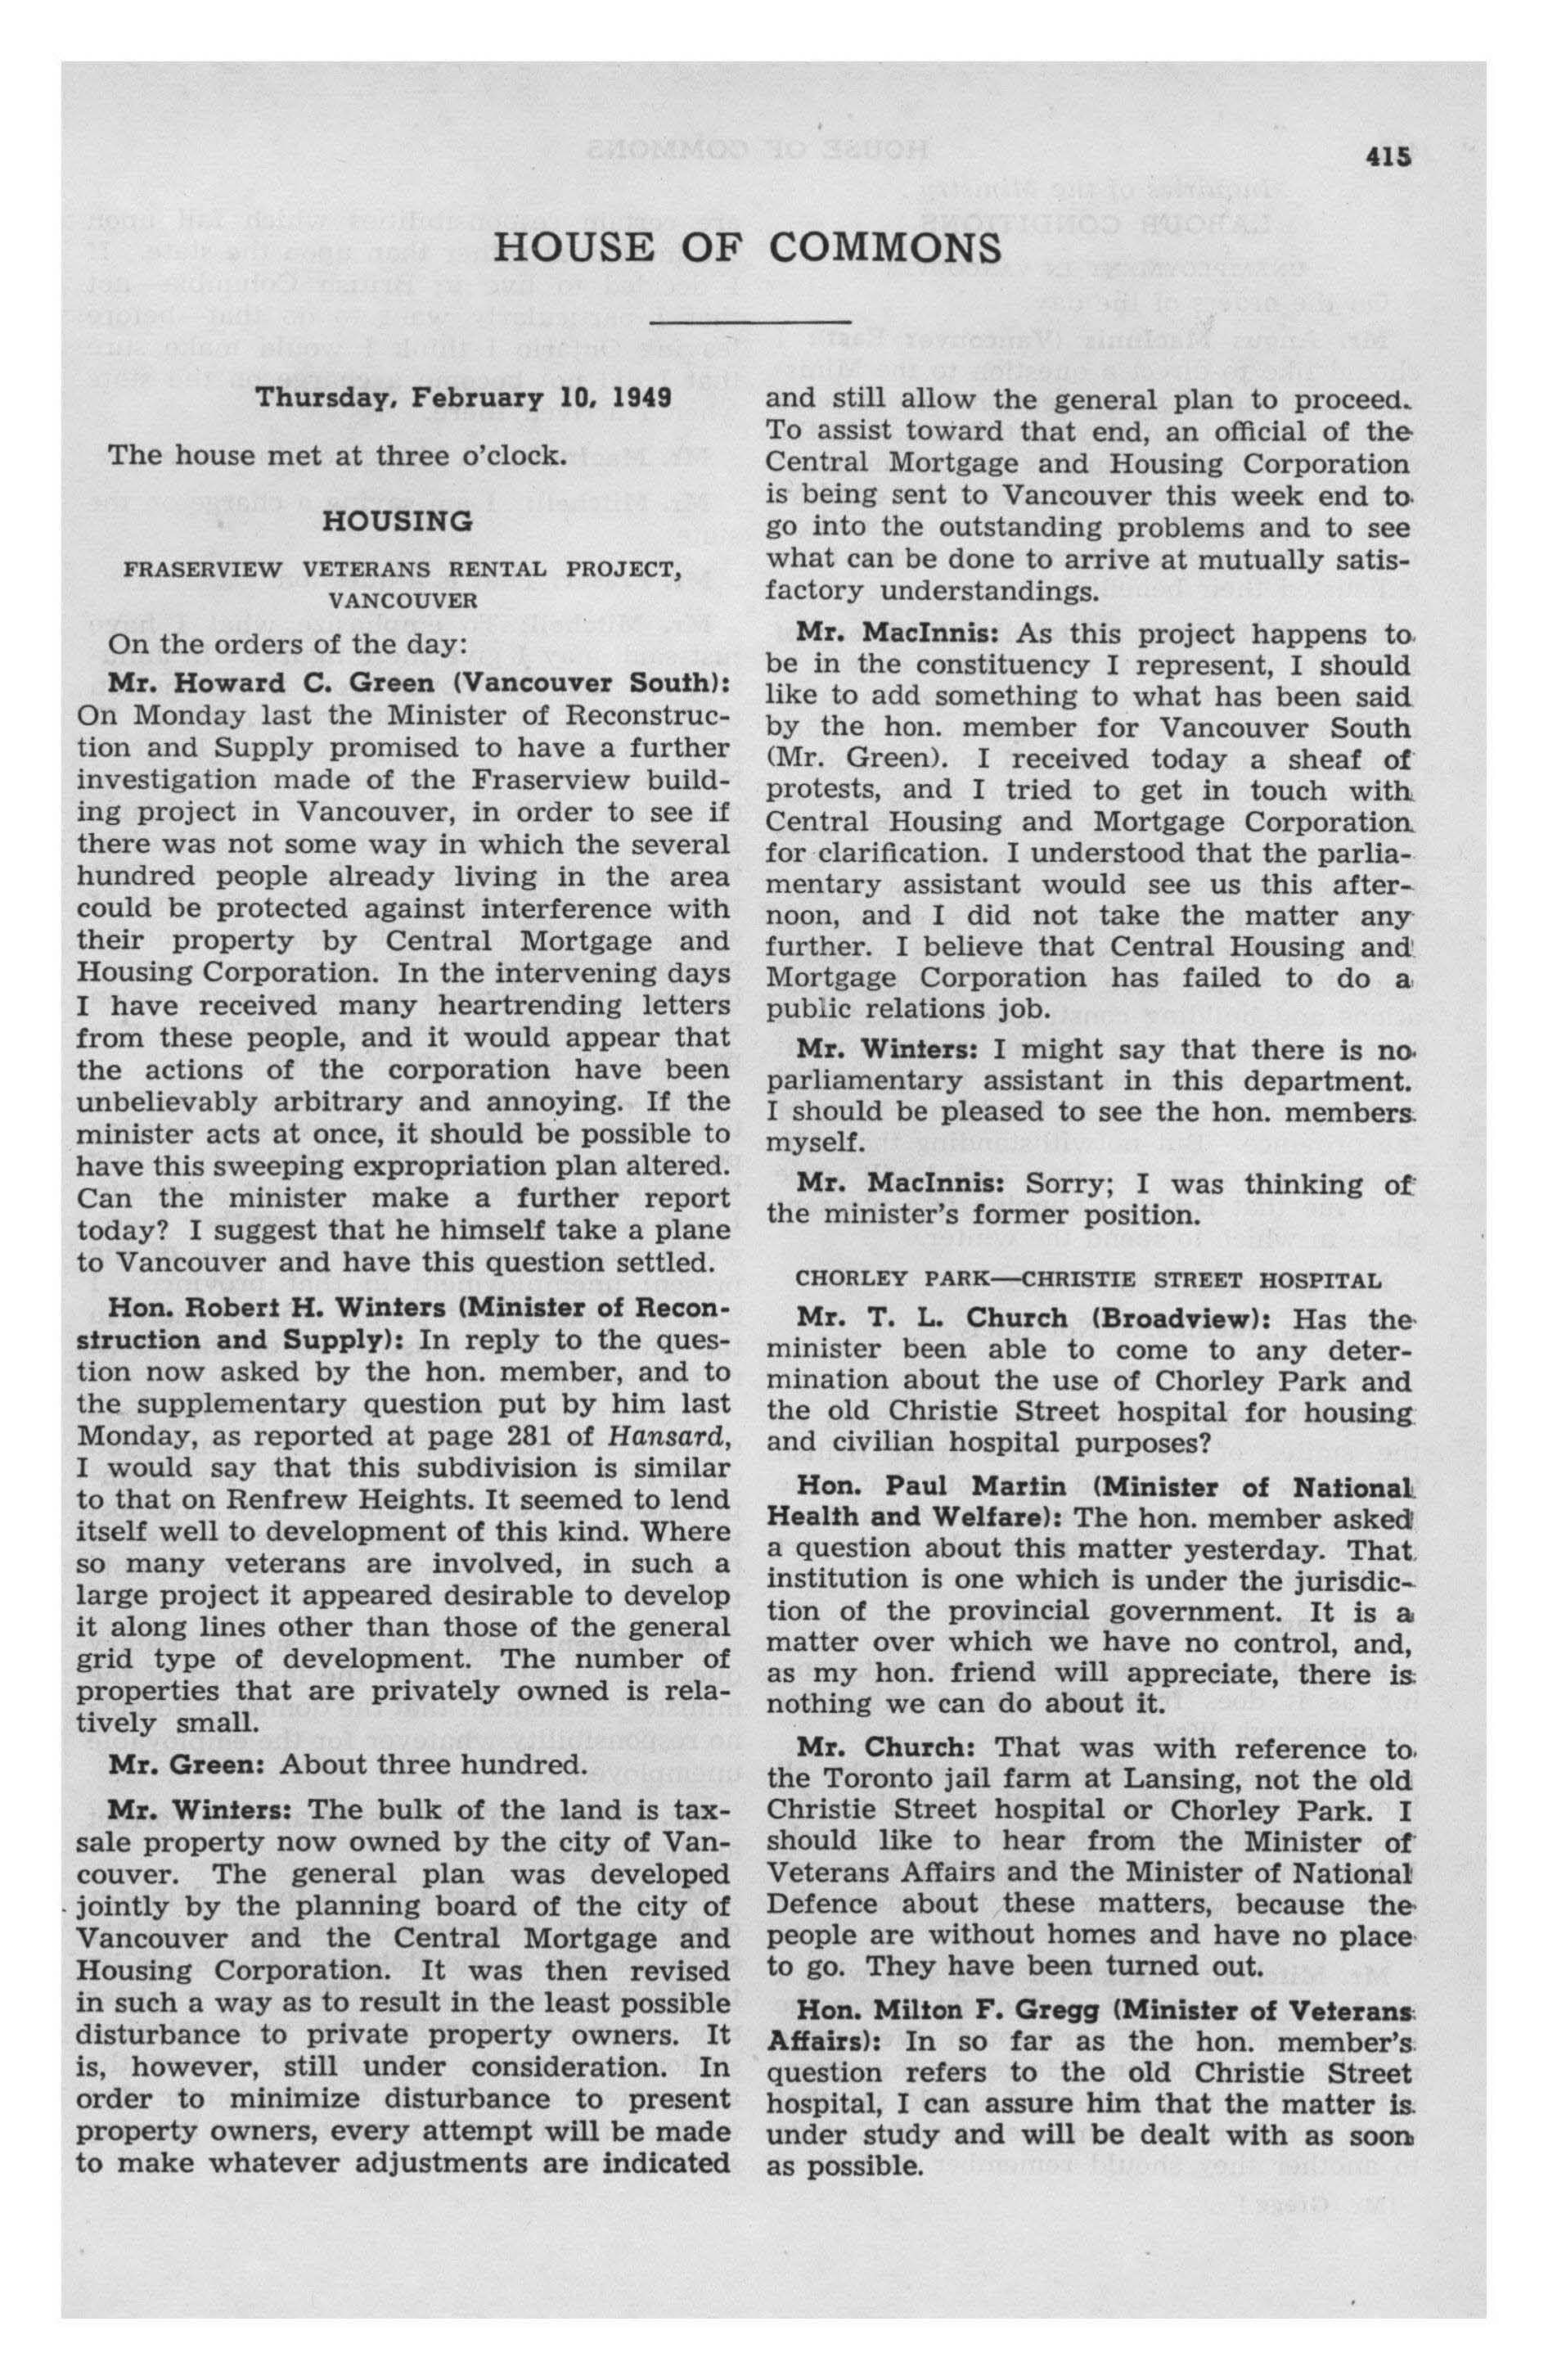 415
HOUSE OF COMMONS
Thursday, February 10, 1949
The house met at three o'clock.
HOUSING
FRASERVIEW VETERANS RENTAL PROJECT,
VANCOUVER
On the orders of the day:
Mr. Howard C. Green (Vancouver South):
On Monday last the Minister of Reconstruc-
tion and Supply promised to have a further
investigation made of the Fraserview build-
ing project in Vancouver, in order to see if
there was not some way in which the several
hundred people already living in the area
could be protected against interference with
their property by Central Mortgage and
Housing Corporation. In the intervening days
I have received many heartrending letters
from these people, and it would appear that
the actions of the corporation have been
unbelievably arbitrary and annoying. If the
minister acts at once, it should be possible to
have this sweeping expropriation plan altered.
Can the minister make a further report
today? I suggest that he himself take a plane
to Vancouver and have this question settled.
Hon. Robert H. Winters (Minister of Recon-
struction and Supply): In reply to the ques-
tion now asked by the hon. member, and to
the supplementary question put by him last
Monday, as reported at page 281 of Hansard,
I would say that this subdivision is similar
to that on Renfrew Heights. It seemed to lend
itself well to development of this kind. Where
so many veterans are involved, in such a
large project it appeared desirable to develop
it along lines other than those of the general
grid type of development. The number of
properties that are privately owned is rela-
tively small.
Mr. Green: About three hundred.
Mr. Winters: The bulk of the land is tax-
sale property now owned by the city of Van-
couver. The general plan was developed
jointly by the planning board of the city of
Vancouver and the Central Mortgage and
Housing Corporation. It was then revised
in such a way as to result in the least possible
disturbance to private property owners. It
is, however, still under consideration. In
order to minimize disturbance to present
property owners, every attempt will be made
to make whatever adjustments are indicated
and still allow the general plan to proceed.
To assist toward that end, an official of the
Central Mortgage and Housing Corporation
is being sent to Vancouver this week end to
go into the outstanding problems and to see
what can be done to arrive at mutually satis-
factory understandings.
Mr. MacInnis: As this project happens to
be in the constituency I represent, I should
like to add something to what has been said
by the hon. member for Vancouver South
(Mr. Green). I received today a sheaf of
protests, and I tried to get in touch with
Central Housing and Mortgage Corporation
for clarification. I understood that the parlia-
mentary assistant would see us this after-
noon, and I did not take the matter any
further. I believe that Central Housing and
Mortgage Corporation has failed to do a
public relations job.
Mr. Winters: I might say that there is no
parliamentary assistant in this department.
I should be pleased to see the hon. members
myself.
Mr. MacInnis: Sorry; I was thinking of
the minister's former position.
CHORLEY PARK—CHRISTIE STREET HOSPITAL
Mr. T. L. Church (Broadview): Has the
minister been able to come to any deter-
mination about the use of Chorley Park and
the old Christie Street hospital for housing
and civilian hospital purposes?
Hon. Paul Martin (Minister of National
Health and Welfare): The hon. member asked
a question about this matter yesterday. That
institution is one which is under the jurisdic-
tion of the provincial government. It is a
matter over which we have no control, and,
as my hon. friend will appreciate, there is
nothing we can do about it.
Mr. Church: That was with reference to
the Toronto jail farm at Lansing, not the old
Christie Street hospital or Chorley Park. I
should like to hear from the Minister of
Veterans Affairs and the Minister of National
Defence about these matters, because the
people are without homes and have no place
to go. They have been turned out.
Hon. Milton F. Gregg (Minister of Veterans
Affairs): In so far as the hon. member's
question refers to the old Christie Street
hospital, I can assure him that the matter is
under study and will be dealt with as soon
as possible.